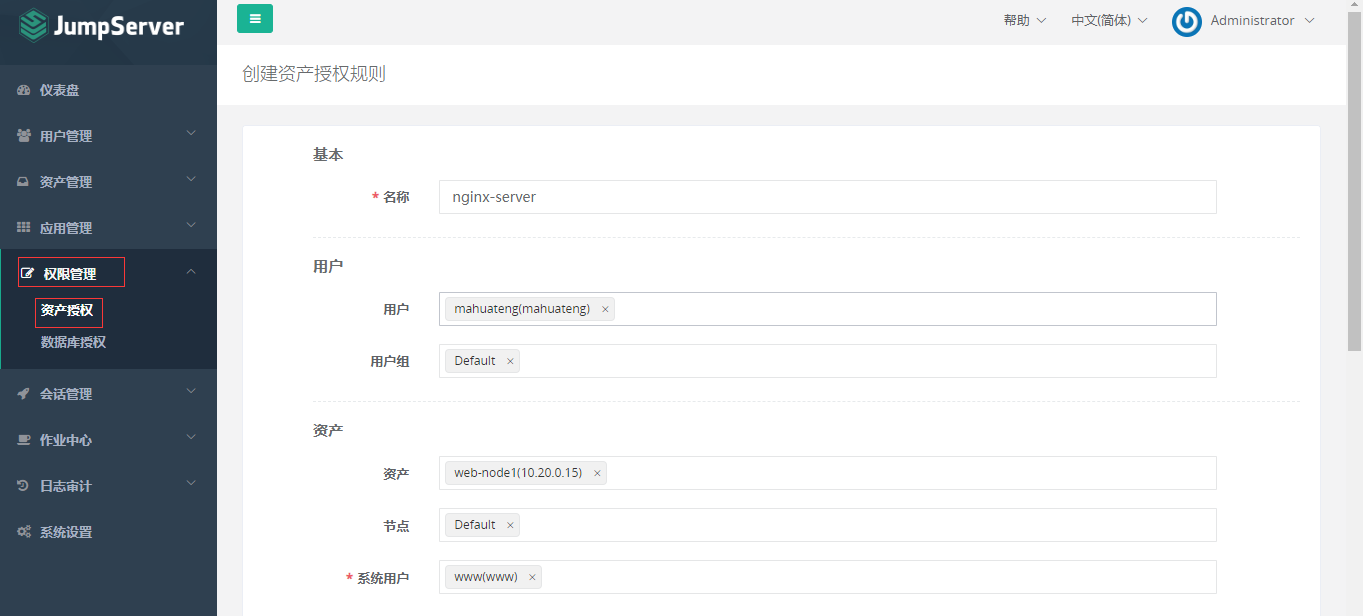 JumpServer
帮助
中文(简体)
Administrator
创建资产授权规则
仪表盘
用户管理
资产管理
应用管理
权限管理
资产授权
数据库授权
会话管理
作业中心
日志审计
系统设置
基本
* 名称
nginx-server
用户
用户
mahuateng(mahuateng) ×
用户组
Default ×
资产
资产
web-node1(10.20.0.15) ×
节点
Default ×
* 系统用户
www(www) ×